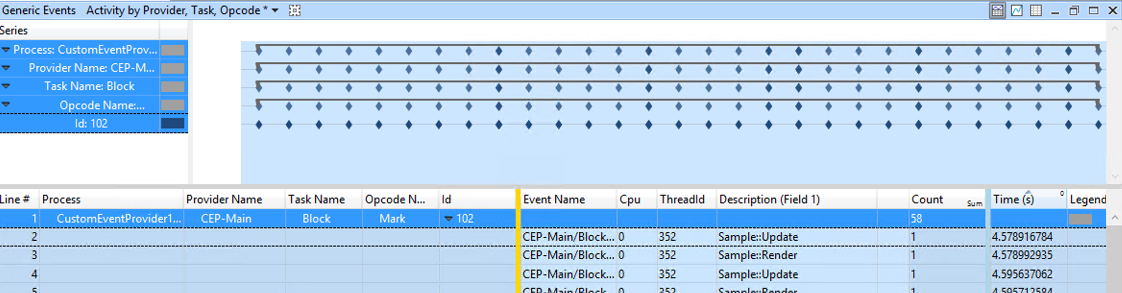 Generic Events Activity by Provider, Task, Opcode *
Series
Process: CustomEventProv...
Provider Name: CEP-M...
Task Name: Block
Opcode Name:...
Id: 102
Line # Process Provider Name Task Name Opcode N... Id Event Name Cpu ThreadId Description (Field 1) Count Sum Time (s) 0 Legend
1 CustomEventProvider1... CEP-Main Block Mark 102 58
2 CEP-Main/Block... 0 352 Sample::Update 1 4.578916784
3 CEP-Main/Block... 0 352 Sample::Render 1 4.578992935
4 CEP-Main/Block... 0 352 Sample::Update 1 4.595637062
5 CEP-Main/Block... 0 352 Sample::Render 1 4.595712584